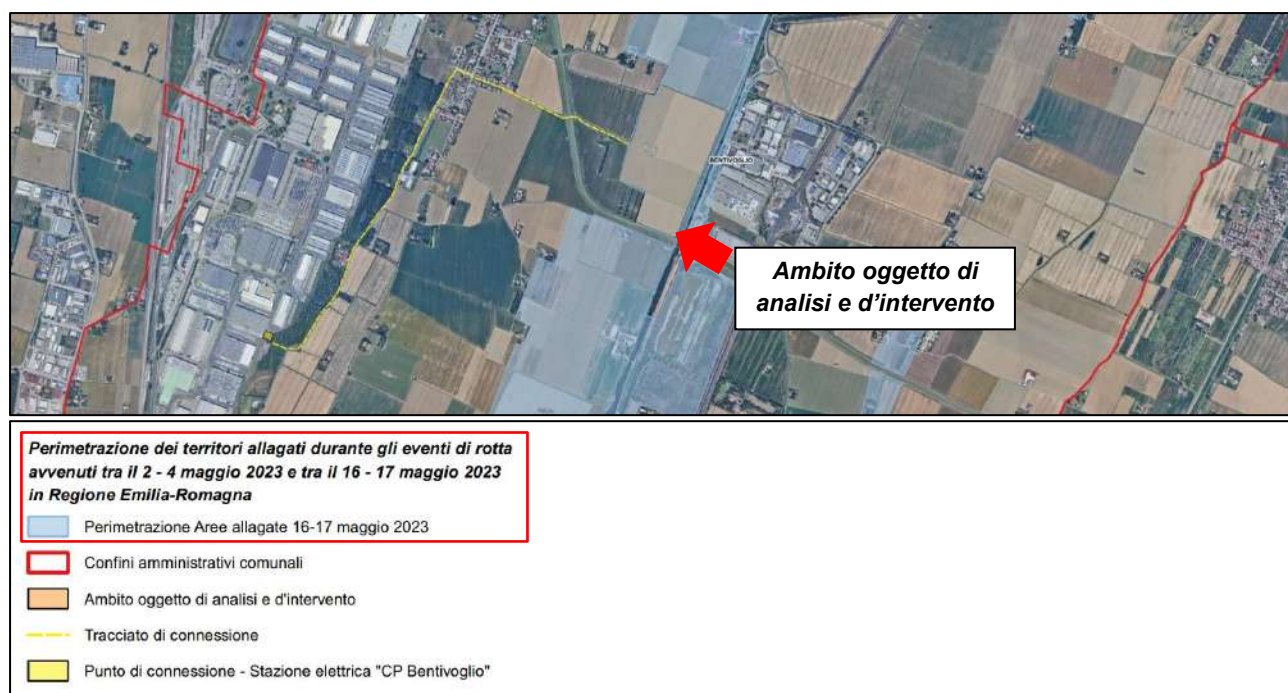 BENTIVOGLIO
Ambito oggetto di
analisi e d'intervento
Perimetrazione dei territori allagati durante gli eventi di rotta
avvenuti tra il 2 - 4 maggio 2023 e tra il 16 - 17 maggio 2023
in Regione Emilia-Romagna
Perimetrazione Aree allagate 16-17 maggio 2023
Confini amministrativi comunali
Ambito oggetto di analisi e d'intervento
Tracciato di connessione
Punto di connessione - Stazione elettrica "CP Bentivoglio"